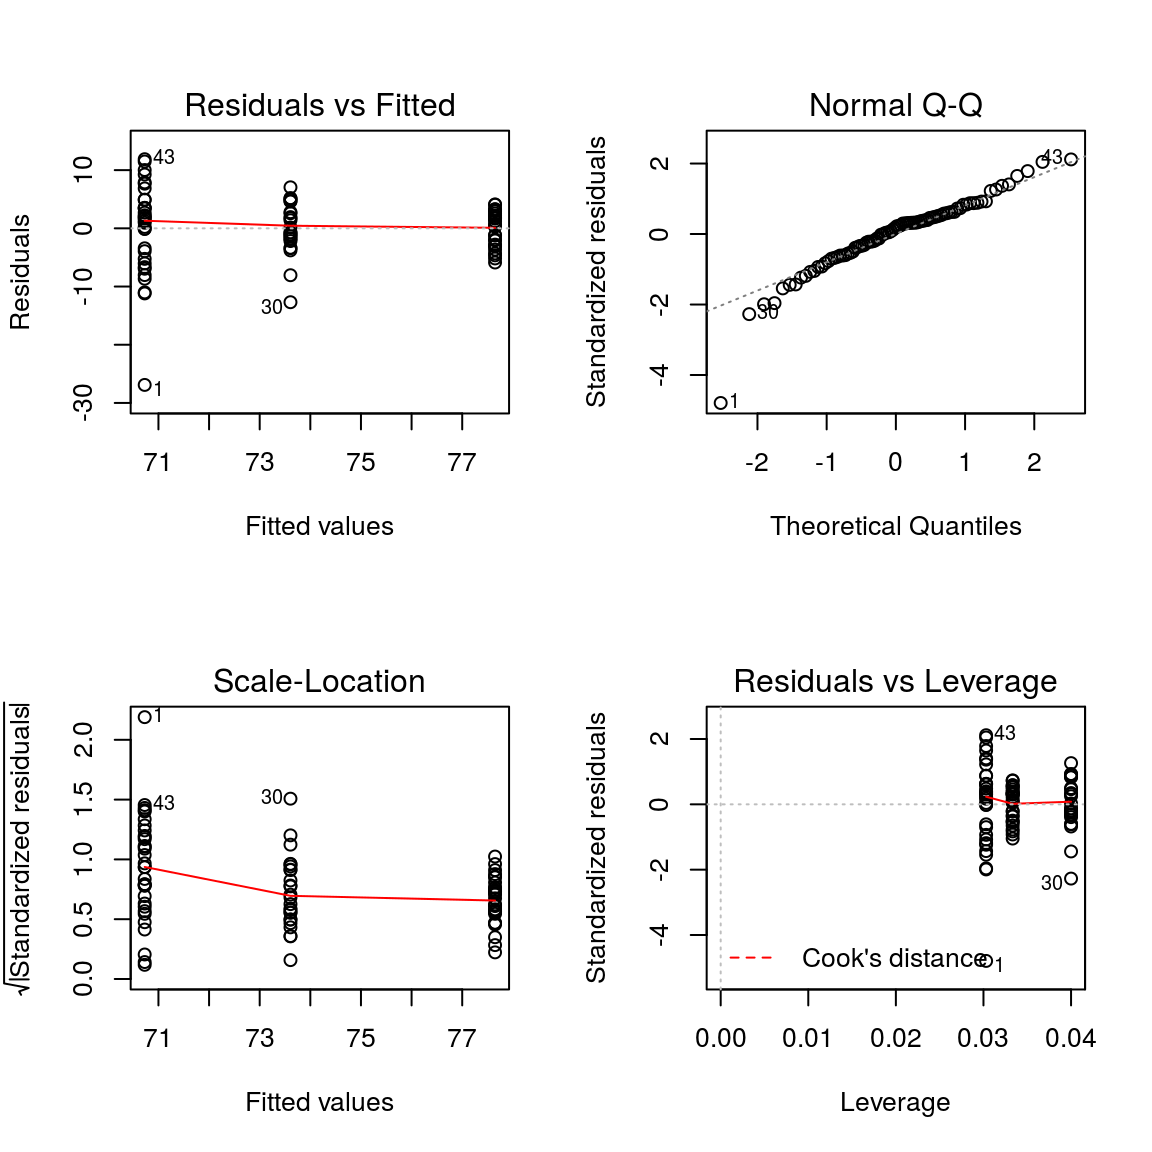 Residuals vs Fitted
Residuals
10
0
-10
-30
43
30
1
71 73 75 77
Fitted values
Normal Q-Q
Standardized residuals
2
0
-2
-4
43
30
1
-2 -1 0 1 2
Theoretical Quantiles
Scale-Location
√|Standardized residuals|
2.0
1.5
1.0
0.5
0.0
1
43
30
71 73 75 77
Fitted values
Residuals vs Leverage
Standardized residuals
2
0
-2
-4
43
30
Cook's distance
1
0.00 0.01 0.02 0.03 0.04
Leverage